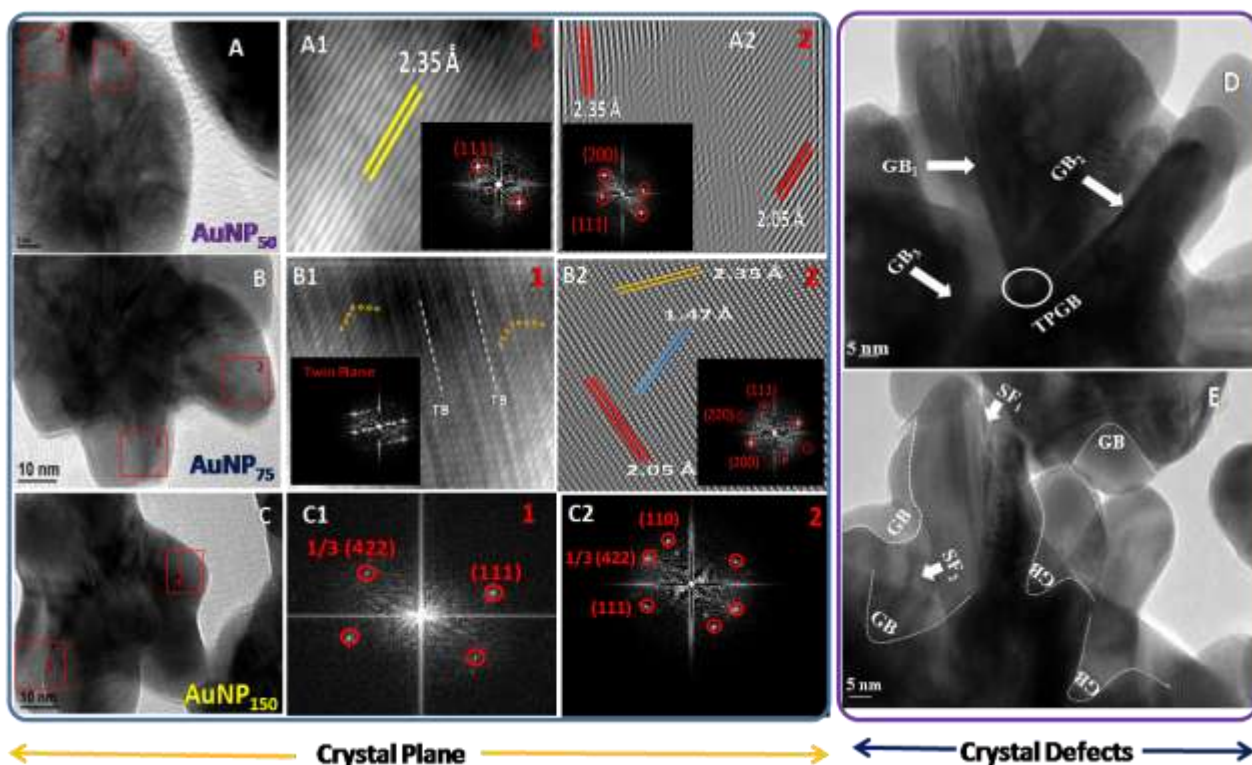 A
AuNP50
A1
1
2.35 Å
(111)
A2
2
2.35 Å
(200)
(111)
2.05 Å
B
2
1
10 nm
AuNP75
B1
1
Twin Plane
TB
TB
B2
2
2.35 Å
1.47 Å
2.05 Å
(111)
(220)
(200)
C
10 nm
AuNP150
C1
1
1/3 (422)
(111)
C2
2
(110)
1/3 (422)
(111)
D
GB1
GB2
GB3
TPGB
5 nm
E
SF1
GB
GB
SF2
GB
GB
GB
5 nm
Crystal Plane
Crystal Defects